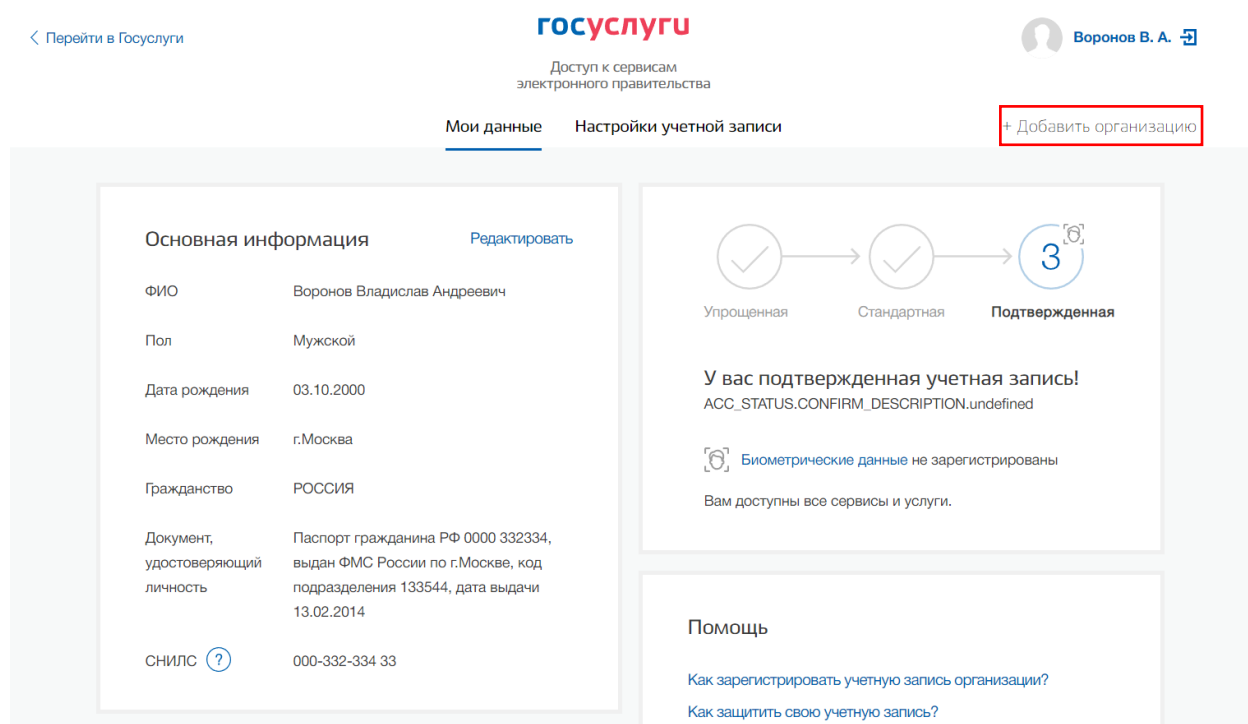 Перейти в Госуслуги
госуслуги
Воронов В. А.
Доступ к сервисам
электронного правительства
Мои данные
Настройки учетной записи
+ Добавить организацию
Основная информация
Редактировать
ФИО
Воронов Владислав Андреевич
Пол
Мужской
Дата рождения
03.10.2000
Место рождения
г.Москва
Гражданство
РОССИЯ
Документ,
удостоверяющий
личность
Паспорт гражданина РФ 0000 332334,
выдан ФМС России по г.Москве, код
подразделения 133544, дата выдачи
13.02.2014
СНИЛС ?
000-332-334 33
3
Упрощенная
Стандартная
Подтвержденная
У вас подтвержденная учетная запись!
ACC_STATUS.CONFIRM_DESCRIPTION.undefined
Биометрические данные не зарегистрированы
Вам доступны все сервисы и услуги.
Помощь
Как зарегистрировать учетную запись организации?
Как защитить свою учетную запись?